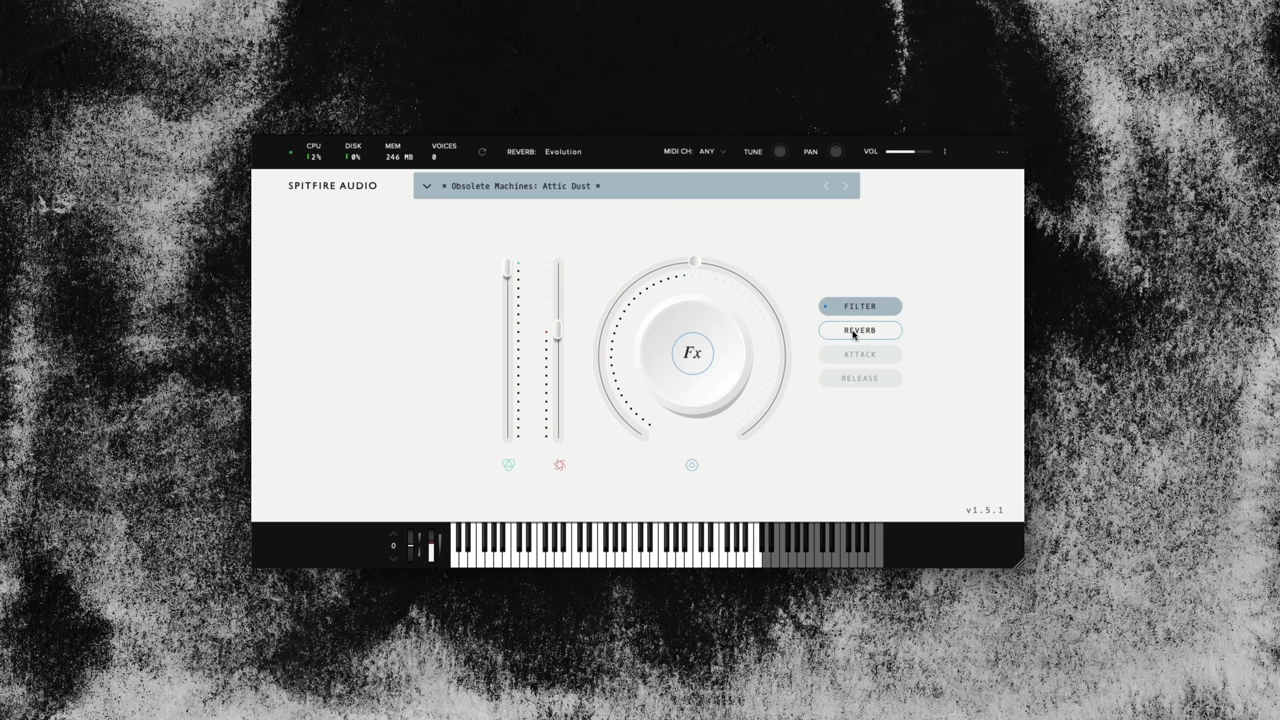 CPU DISK MEM VOICES
2% 0% 246 MB 0
REVERB: Evolution
MIDI CH: ANY TUNE PAN VOL
SPITFIRE AUDIO
* Obsolete Machines: Attic Dust *
FILTER
REVERB
Fx
ATTACK
RELEASE
v1.5.1
0